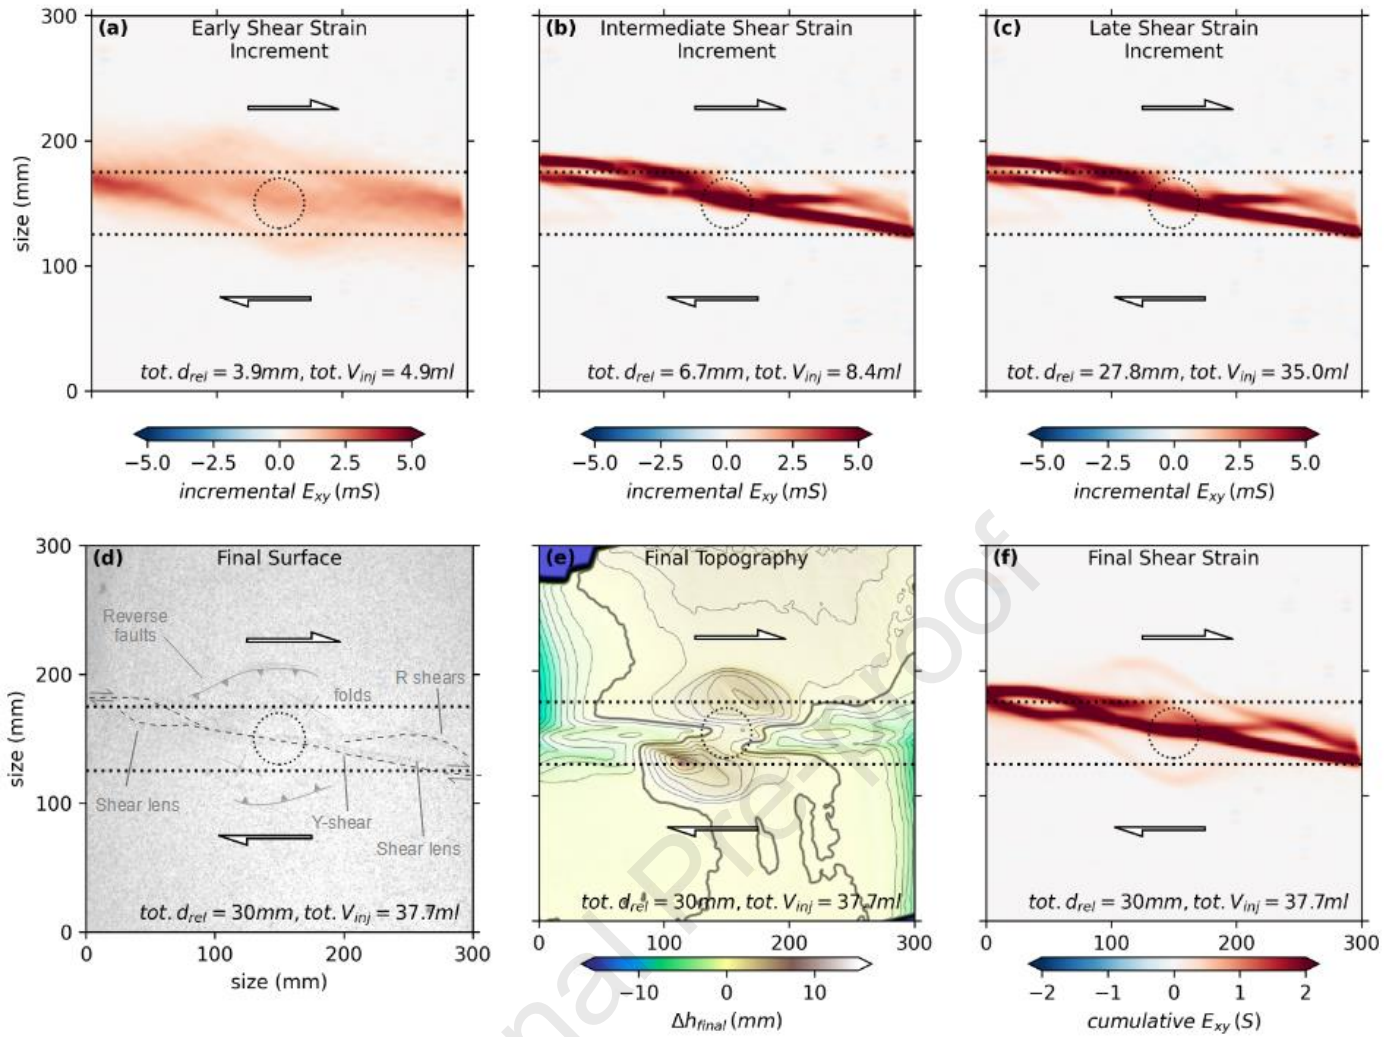 (a) Early Shear Strain
Increment
(b) Intermediate Shear Strain
Increment
(c) Late Shear Strain
Increment
300
200
100
0
size (mm)
tot. d_rel = 3.9mm, tot. V_inj = 4.9ml
tot. d_rel = 6.7mm, tot. V_inj = 8.4ml
tot. d_rel = 27.8mm, tot. V_inj = 35.0ml
−5.0 −2.5 0.0 2.5 5.0
incremental E_xy (mS)
−5.0 −2.5 0.0 2.5 5.0
incremental E_xy (mS)
−5.0 −2.5 0.0 2.5 5.0
incremental E_xy (mS)
(d) Final Surface
(e) Final Topography
(f) Final Shear Strain
300
200
100
0
size (mm)
Reverse
faults
folds
R shears
Shear lens
Y-shear
Shear lens
tot. d_rel = 30mm, tot. V_inj = 37.7ml
tot. d_rel = 30mm, tot. V_inj = 37.7ml
tot. d_rel = 30mm, tot. V_inj = 37.7ml
0 100 200 300
size (mm)
0 100 200 300
−10 0 10
Δh_final (mm)
0 100 200 300
−2 −1 0 1 2
cumulative E_xy (S)
nal Pre-proof